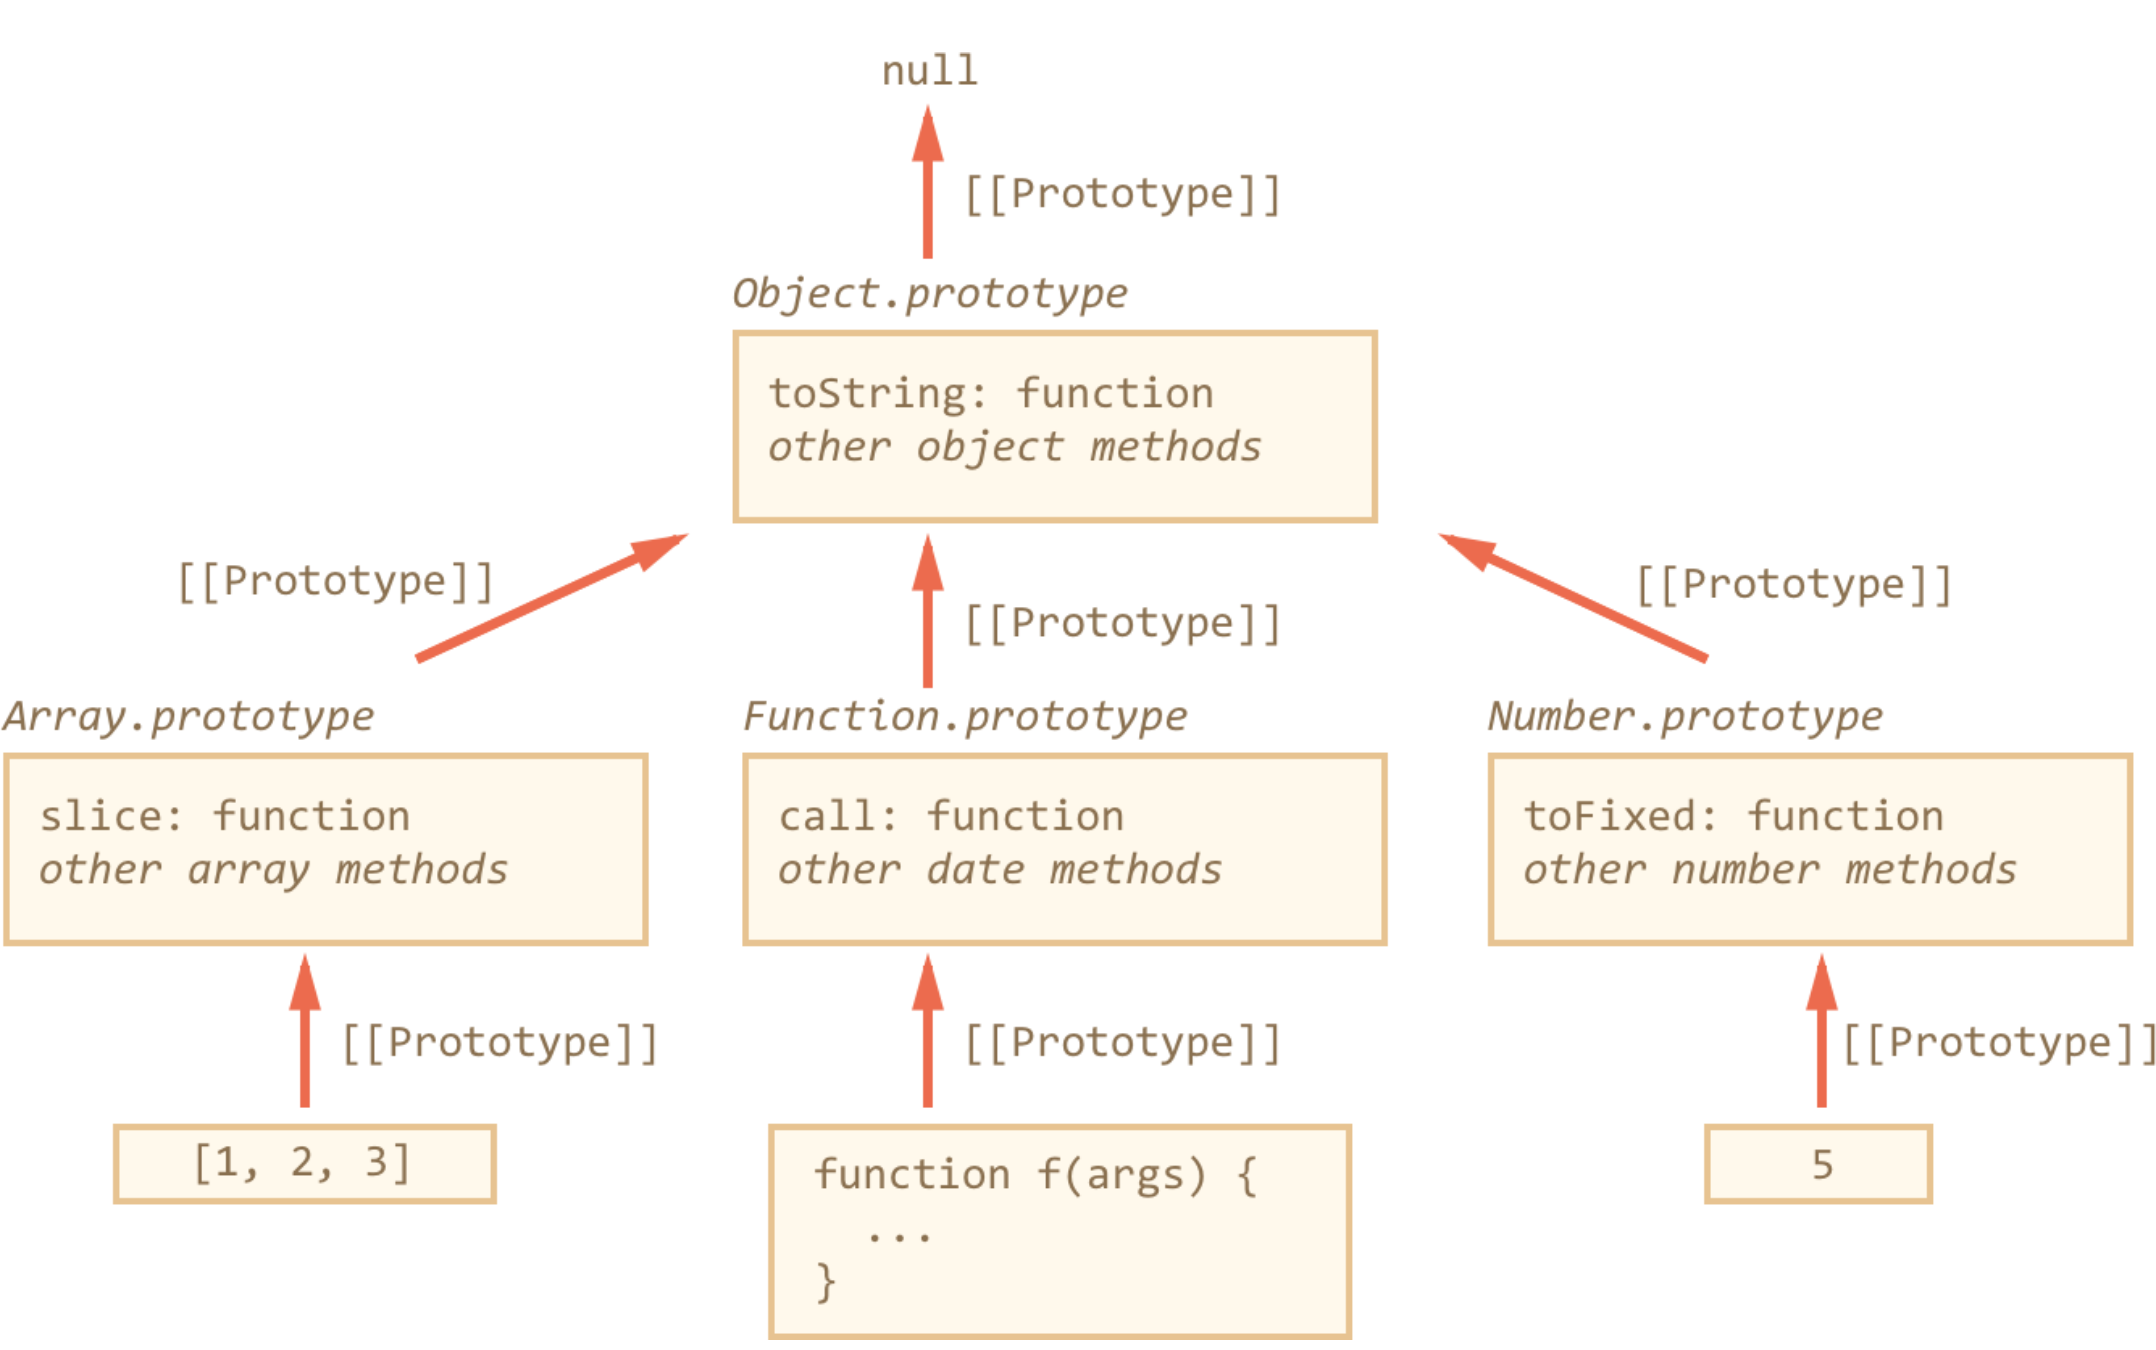 null
[[Prototype]]
Object.prototype
toString: function
other object methods
[[Prototype]]
[[Prototype]]
[[Prototype]]
Array.prototype
slice: function
other array methods
Function.prototype
call: function
other date methods
Number.prototype
toFixed: function
other number methods
[[Prototype]]
[[Prototype]]
[[Prototype]]
[1, 2, 3]
function f(args) {
  ...
}
5